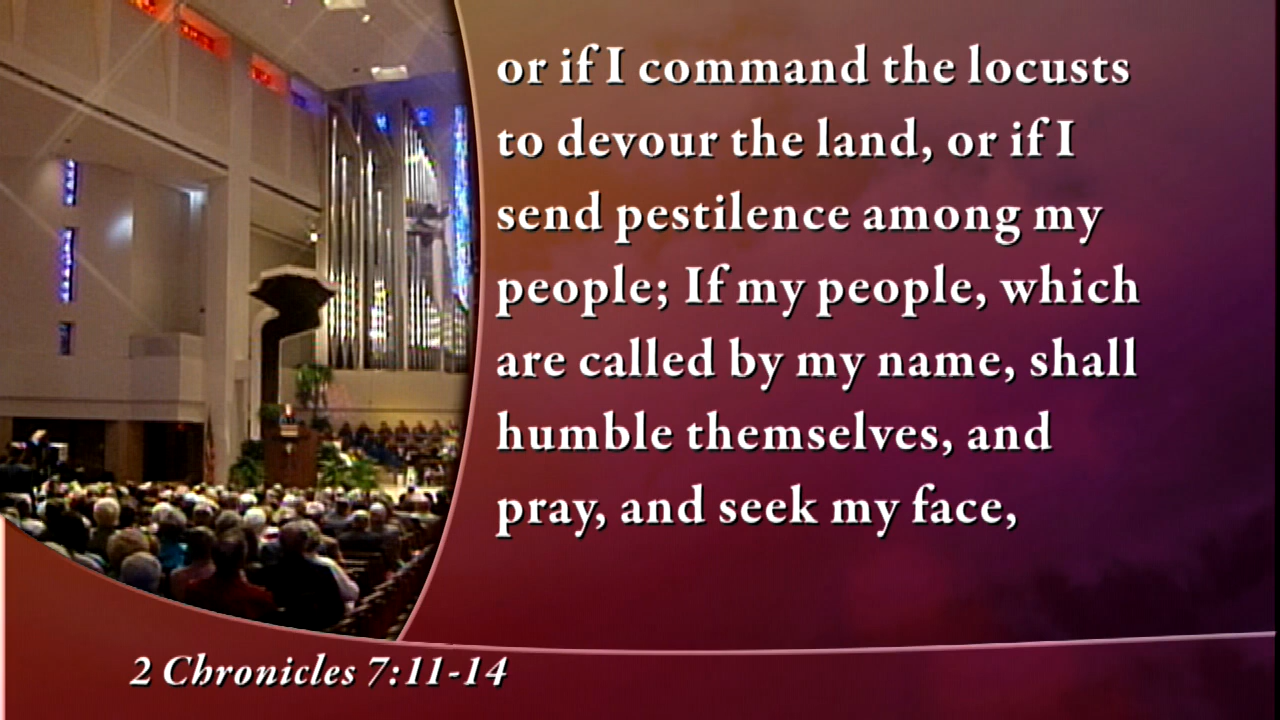 or if I command the locusts
to devour the land, or if I
send pestilence among my
people; If my people, which
are called by my name, shall
humble themselves, and
pray, and seek my face,
2 Chronicles 7:11-14